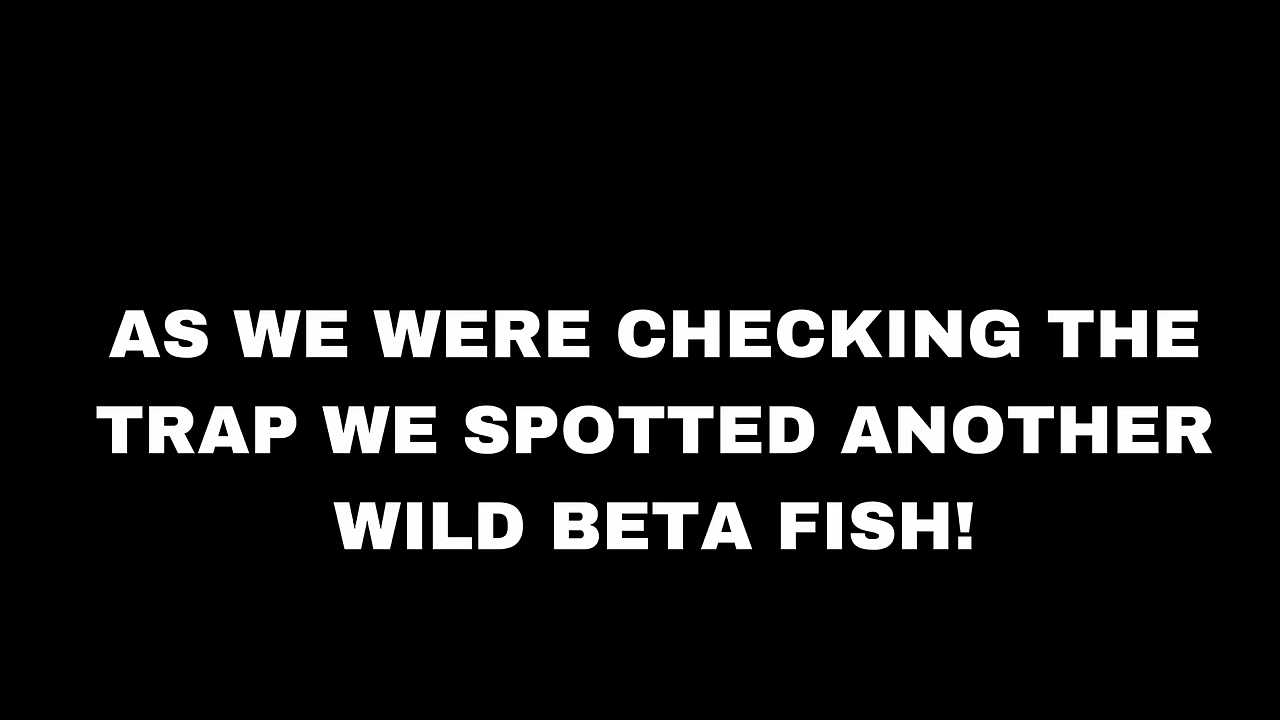 AS WE WERE CHECKING THE
TRAP WE SPOTTED ANOTHER
WILD BETA FISH!